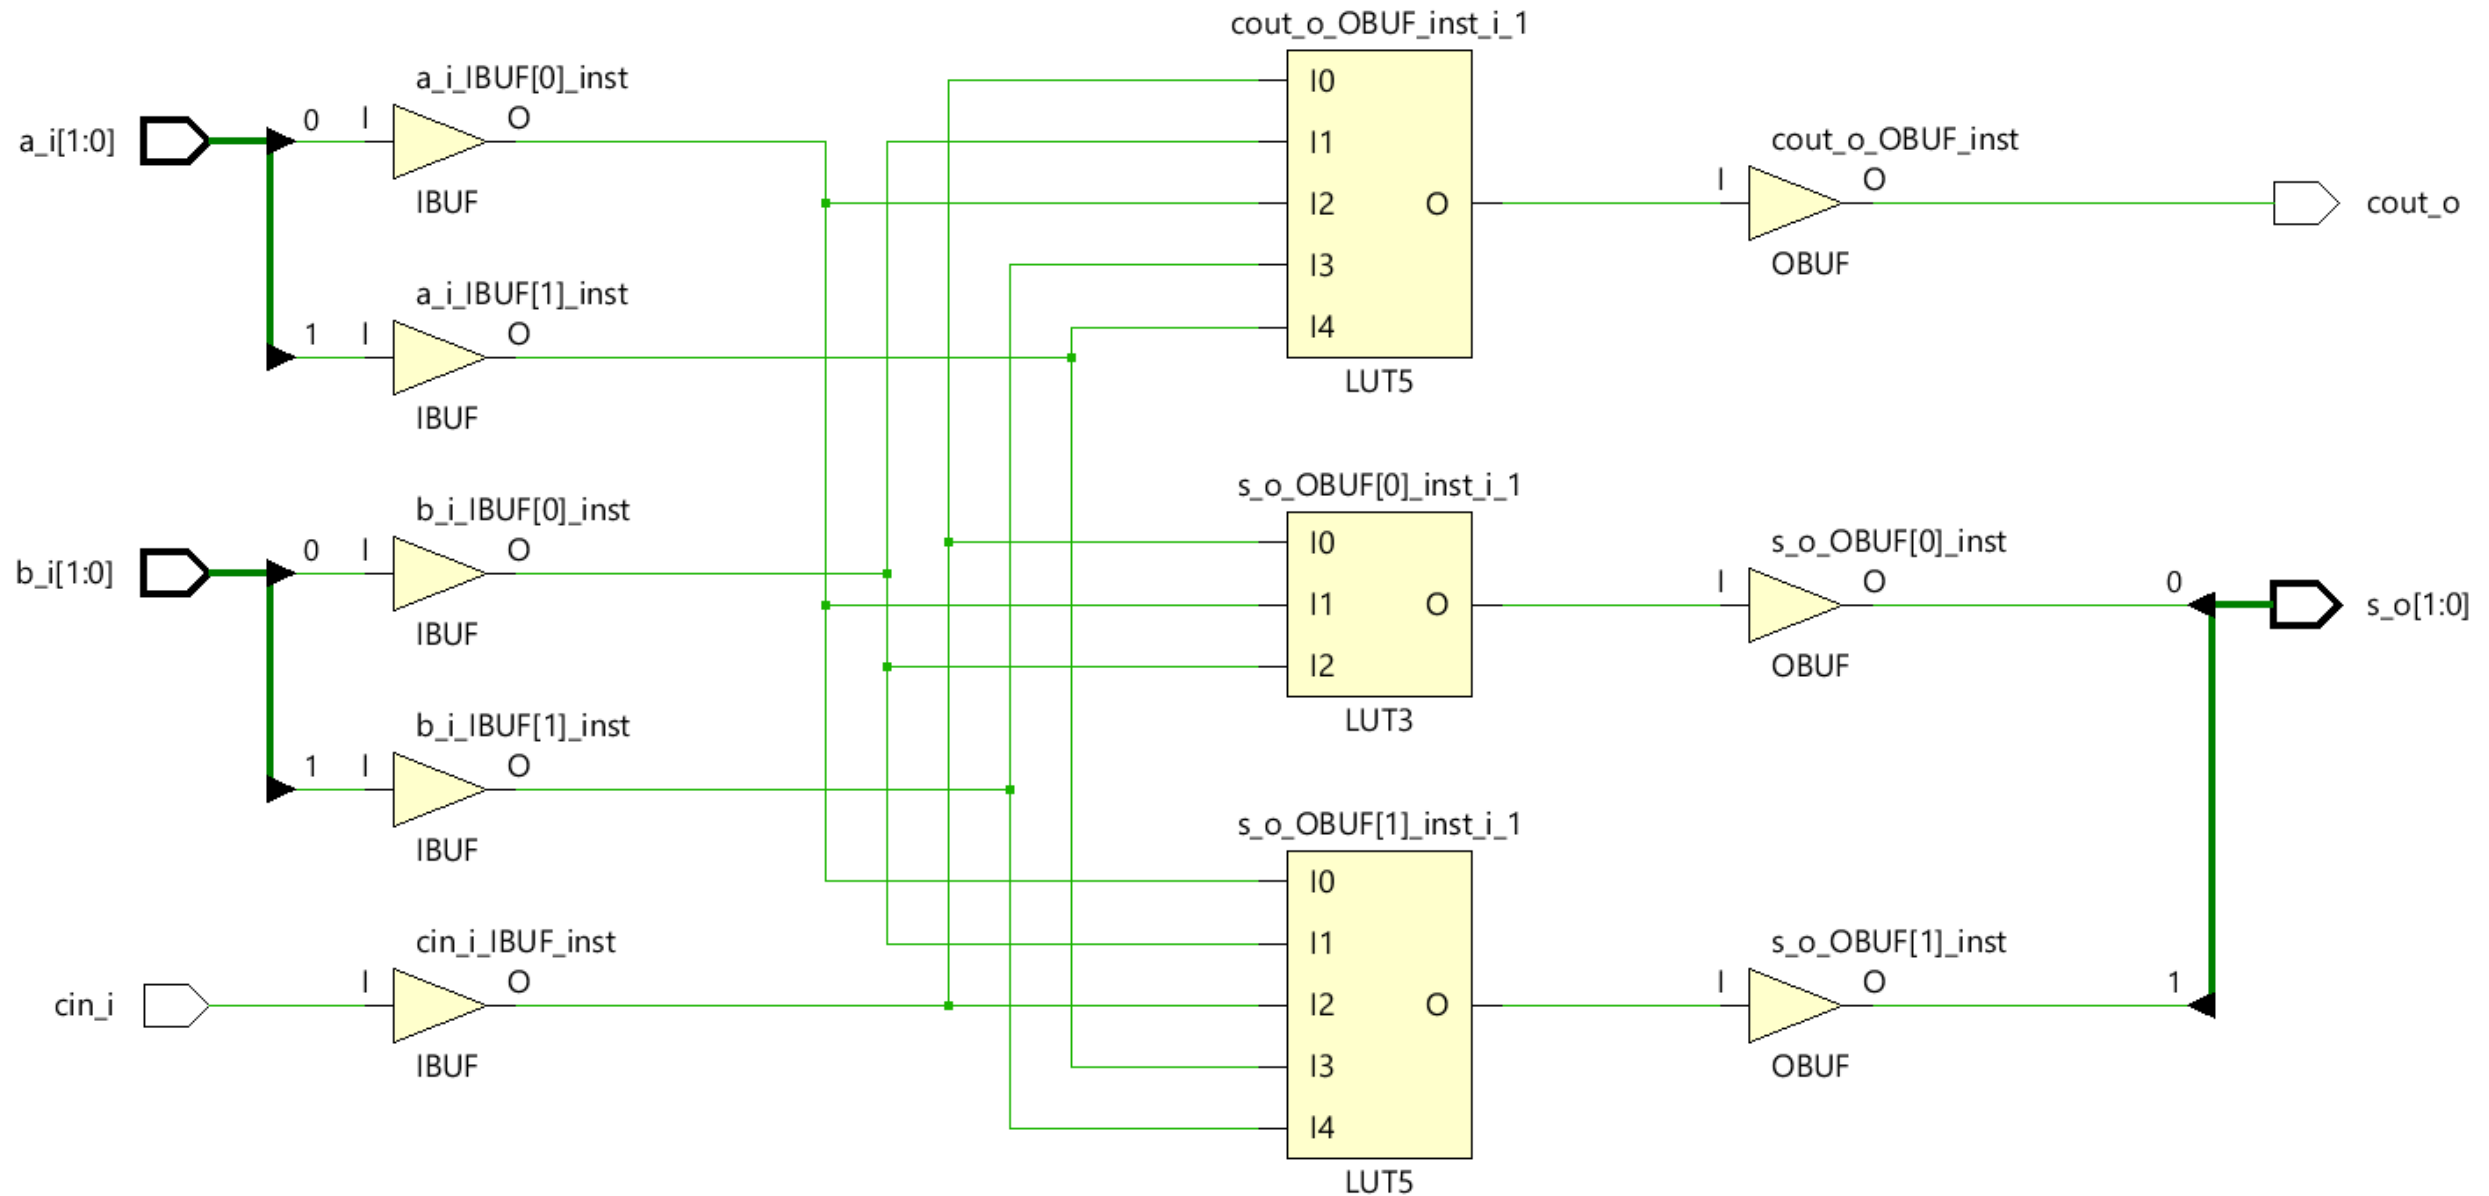 cout_o_OBUF_inst_i_1
a_i_IBUF[0]_inst
I0
0 I O
I1
cout_o_OBUF_inst
a_i[1:0]
I O
IBUF
I2 O
cout_o
a_i_IBUF[1]_inst
I3
OBUF
1 I O
I4
LUT5
IBUF
s_o_OBUF[0]_inst_i_1
b_i_IBUF[0]_inst
0 I O
I0
s_o_OBUF[0]_inst
b_i[1:0]
I O 0
I1 O
s_o[1:0]
IBUF
I2
OBUF
LUT3
b_i_IBUF[1]_inst
1 I O
s_o_OBUF[1]_inst_i_1
IBUF
I0
cin_i_IBUF_inst
I1
s_o_OBUF[1]_inst
I O
I O 1
cin_i
I2 O
IBUF
I3
OBUF
I4
LUT5